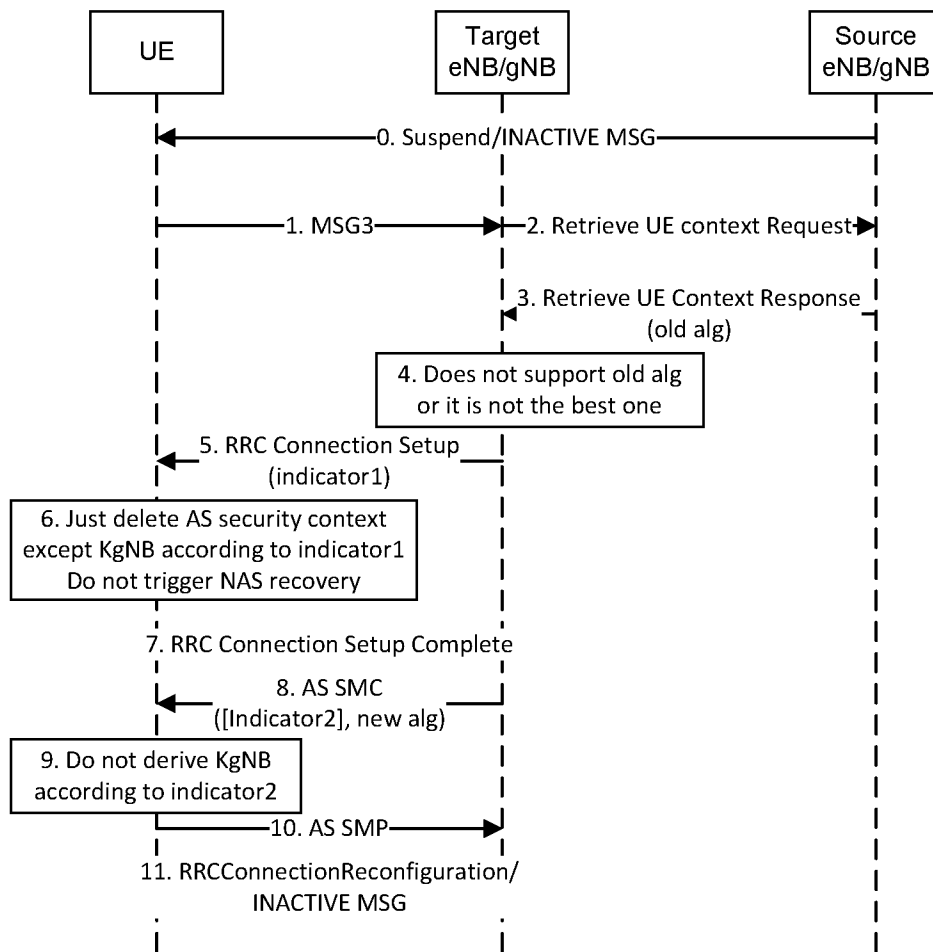 UE
Target
eNB/gNB
Source
eNB/gNB
0. Suspend/INACTIVE MSG
1. MSG3
2. Retrieve UE context Request
3. Retrieve UE Context Response
(old alg)
4. Does not support old alg
or it is not the best one
5. RRC Connection Setup
(indicator1)
6. Just delete AS security context
except KgNB according to indicator1
Do not trigger NAS recovery
7. RRC Connection Setup Complete
8. AS SMC
([Indicator2], new alg)
9. Do not derive KgNB
according to indicator2
10. AS SMP
11. RRCConnectionReconfiguration/
INACTIVE MSG